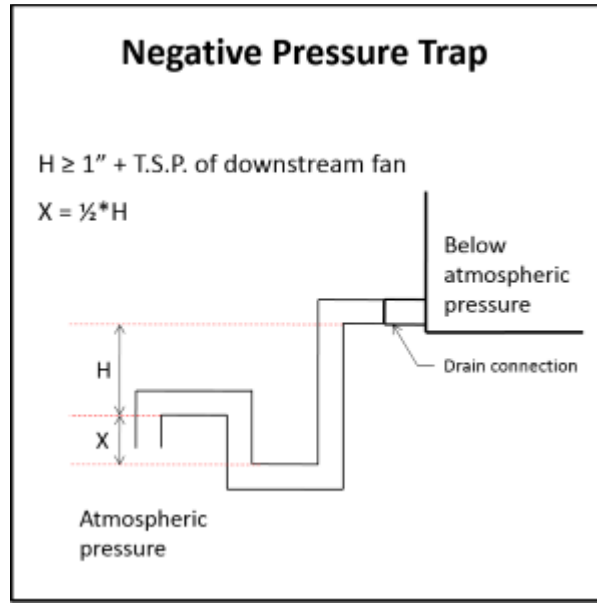 Negative Pressure Trap
H ≥ 1” + T.S.P. of downstream fan
X = ½*H
Below
atmospheric
pressure
Drain connection
H
X
Atmospheric
pressure